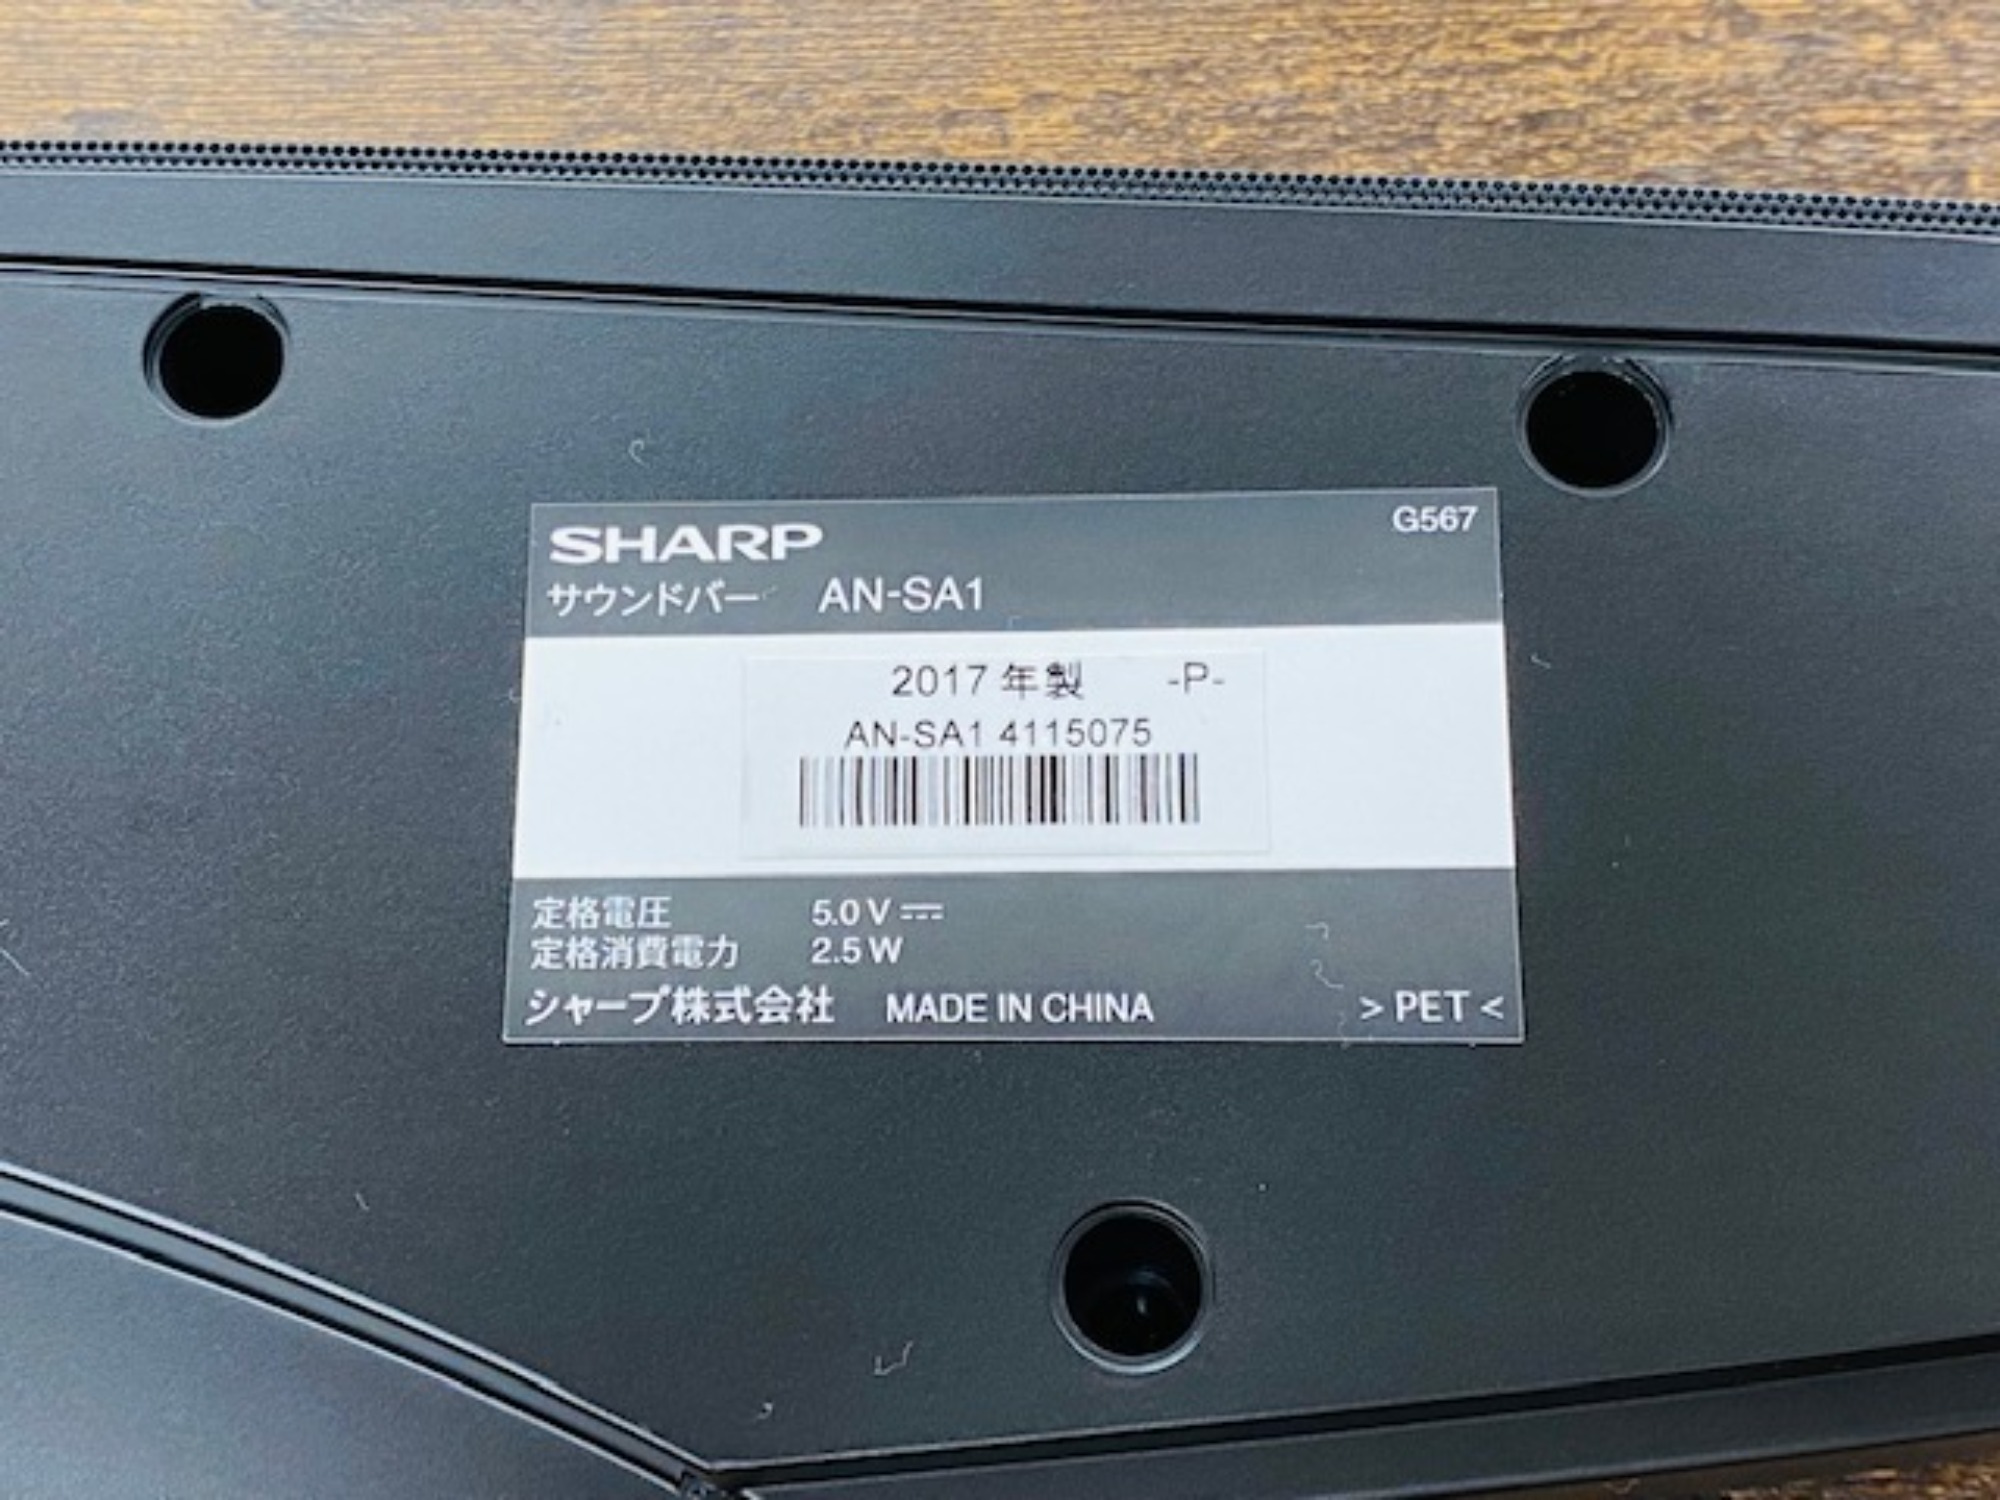 SHARP
G567
サウンドバー AN-SA1
2017年製 -P-
AN-SA1 4115075
定格電圧 5.0V⎓
定格消費電力 2.5W
シャープ株式会社 MADE IN CHINA >PET<